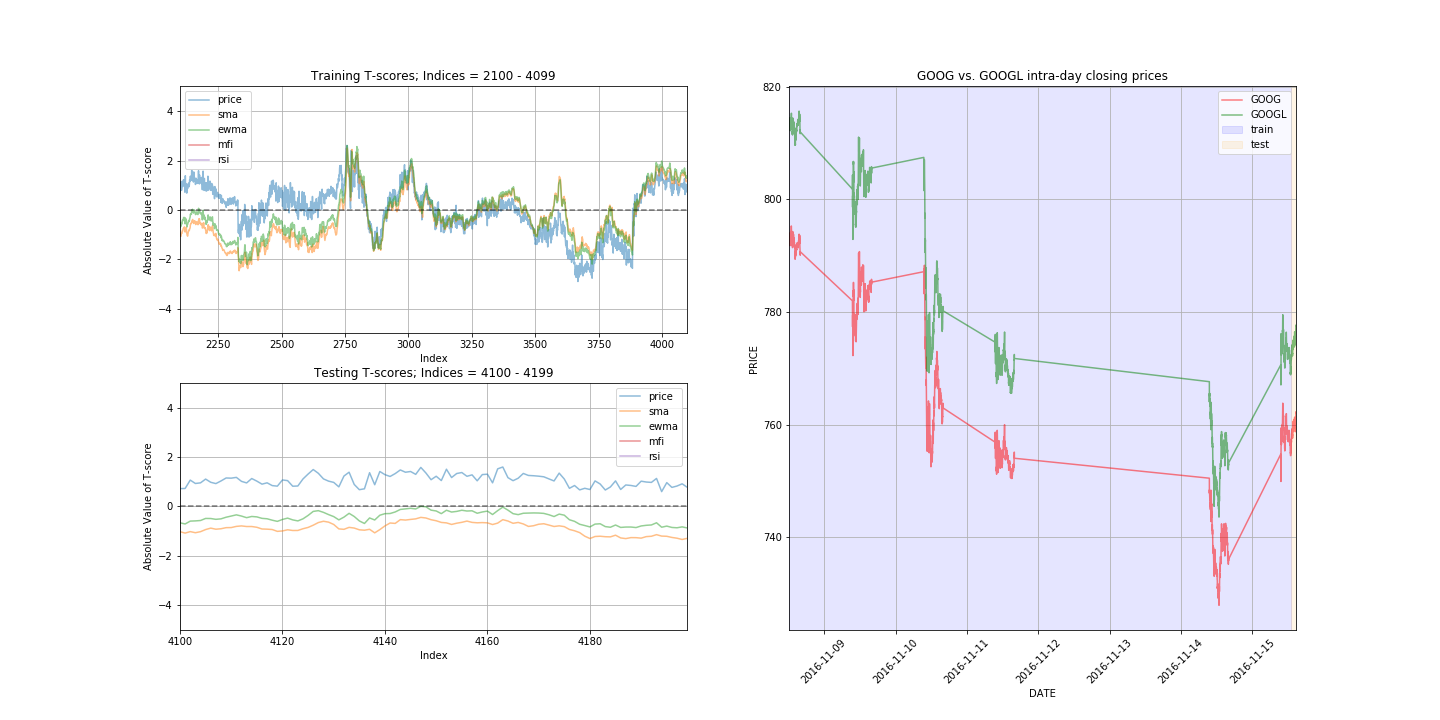 Training T-scores; Indices = 2100 - 4099
Absolute Value of T-score
4
2
0
−2
−4
price
sma
ewma
mfi
rsi
2250
2500
2750
3000
3250
3500
3750
4000
Index
Testing T-scores; Indices = 4100 - 4199
Absolute Value of T-score
4
2
0
−2
−4
price
sma
ewma
mfi
rsi
4100
4120
4140
4160
4180
Index
GOOG vs. GOOGL intra-day closing prices
PRICE
820
800
780
760
740
GOOG
GOOGL
train
test
2016-11-09
2016-11-10
2016-11-11
2016-11-12
2016-11-13
2016-11-14
2016-11-15
DATE